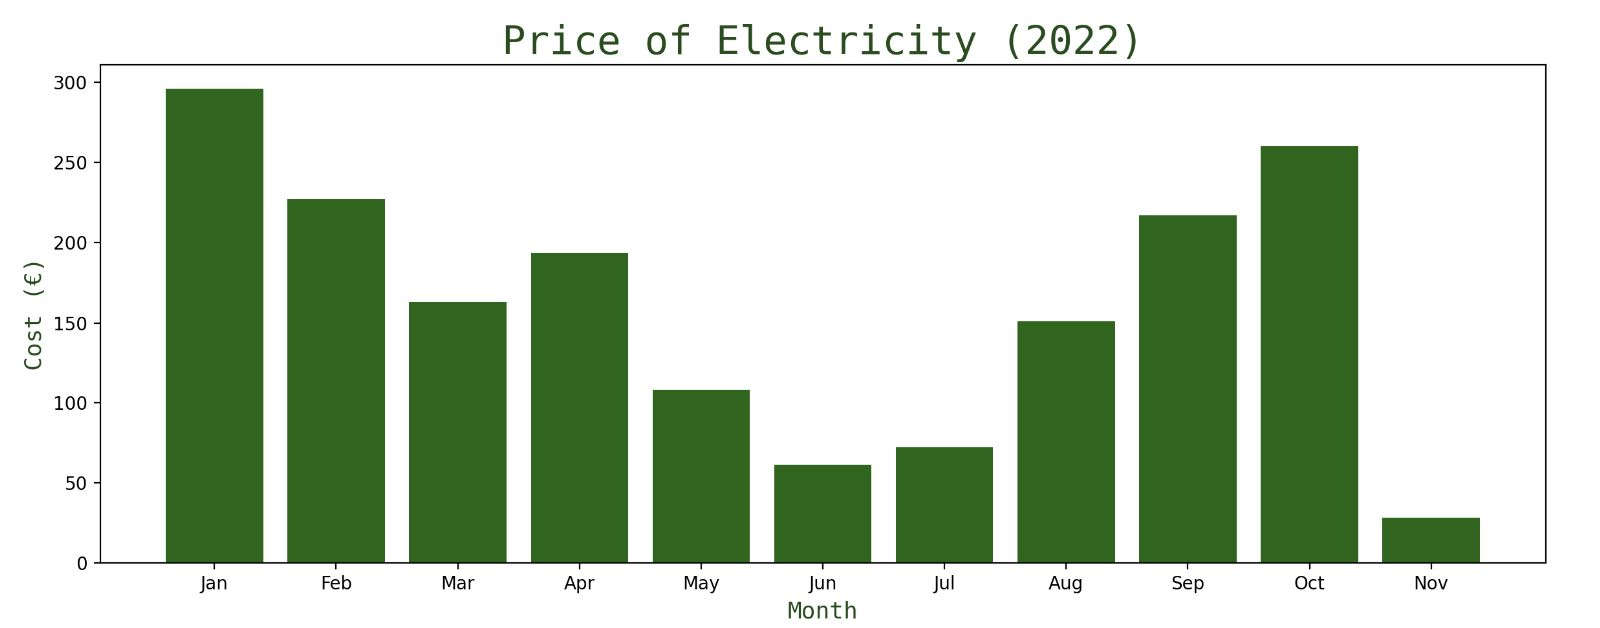 Price of Electricity (2022)
300
250
200
150
100
50
0
Cost (€)
Jan Feb Mar Apr May Jun Jul Aug Sep Oct Nov
Month